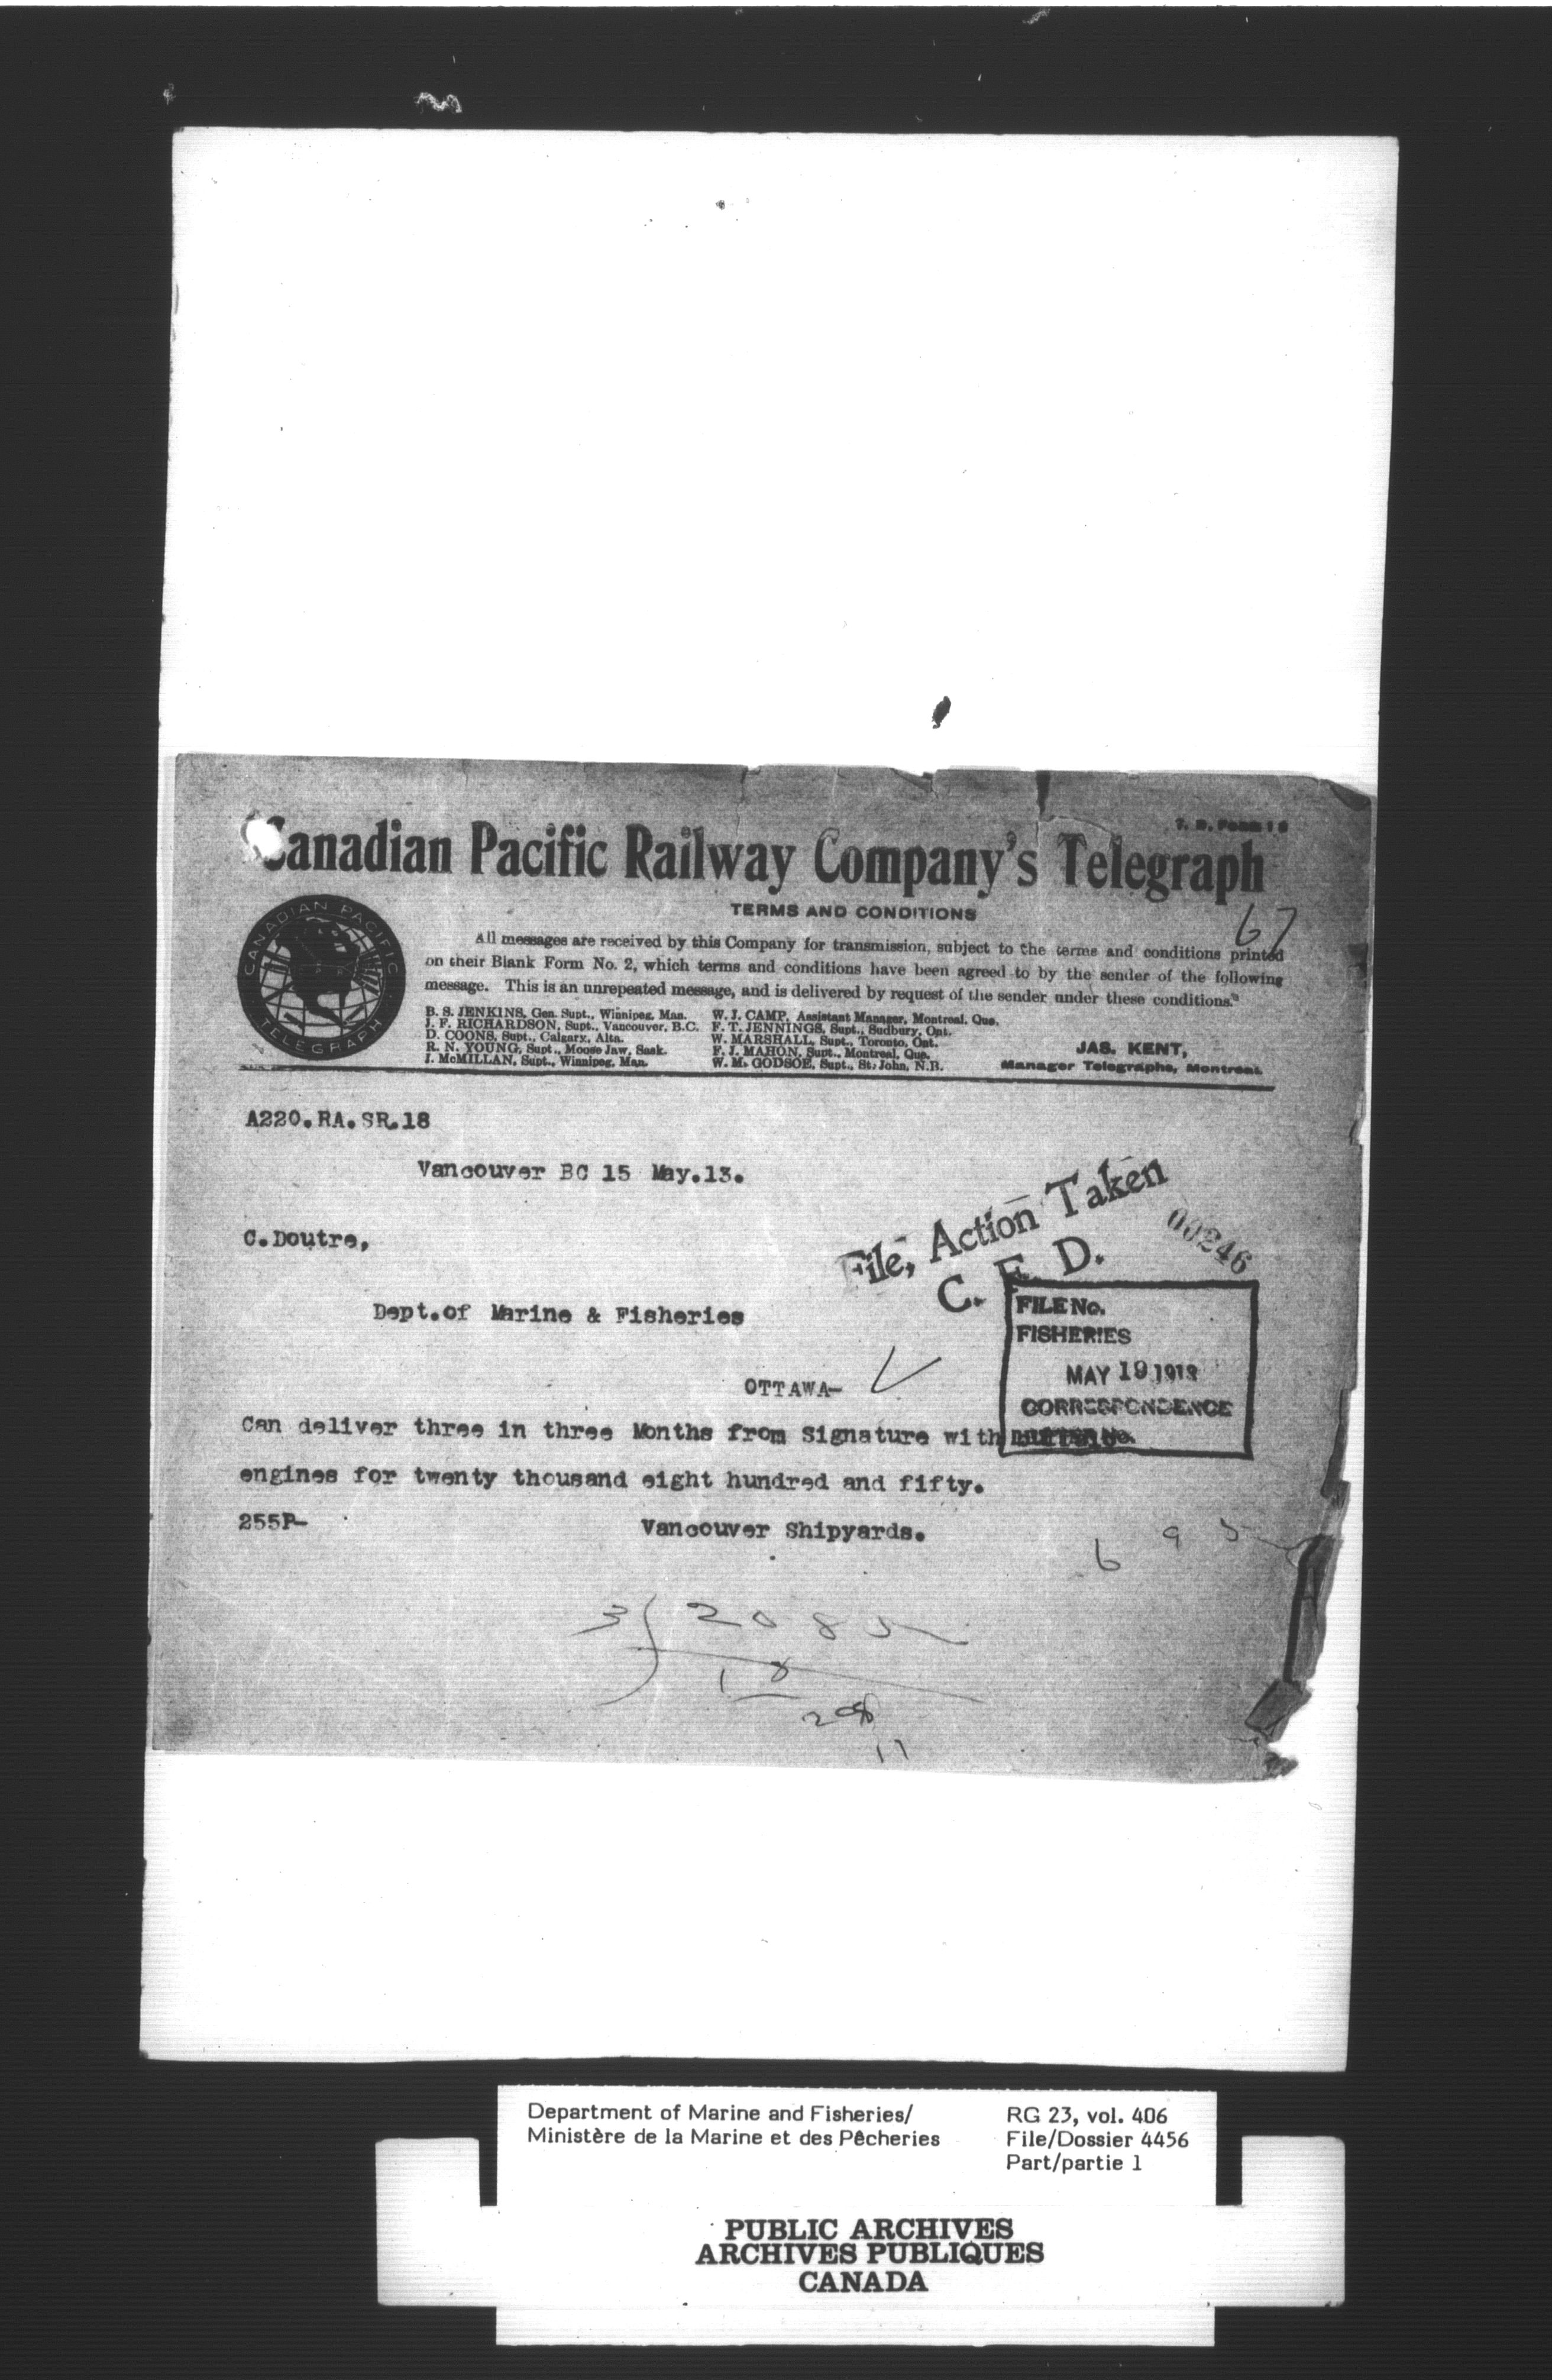 T. D. Form 1 B
Canadian Pacific Railway Company's Telegraph
TERMS AND CONDITIONS
67
All messages are received by this Company for transmission, subject to the terms and conditions printed
on their Blank Form No. 2, which terms and conditions have been agreed to by the sender of the following
message. This is an unrepeated message, and is delivered by request of the sender under these conditions.
CANADIAN PACIFIC
C P R
TELEGRAPH
B. S. JENKINS, Gen. Supt., Winnipeg, Man.
J. F. RICHARDSON, Supt., Vancouver, B.C.
D. COONS, Supt., Calgary, Alta.
R. N. YOUNG, Supt., Moose Jaw, Sask.
J. McMILLAN, Supt., Winnipeg, Man.
W. J. CAMP, Assistant Manager, Montreal, Que.
F. T. JENNINGS, Supt., Sudbury, Ont.
W. MARSHALL, Supt., Toronto, Ont.
F. J. MAHON, Supt., Montreal, Que.
W. M. GODSOE, Supt., St. John, N.B.
JAS. KENT,
Manager Telegraphs, Montreal.
A220.RA.SR.18
Vancouver BC 15 May.13.
File, Action Taken
C. F. D.
00246
C.Doutre,
Dept.of Marine & Fisheries
OTTAWA-
FILE No.
FISHERIES
MAY 19 1913
CORRESPONDENCE
No.
Can deliver three in three Months from Signature with
engines for twenty thousand eight hundred and fifty.
255P-
Vancouver Shipyards.
6 9 5
3) 2085
18
28
Department of Marine and Fisheries/
Ministère de la Marine et des Pêcheries
RG 23, vol. 406
File/Dossier 4456
Part/partie 1
PUBLIC ARCHIVES
ARCHIVES PUBLIQUES
CANADA